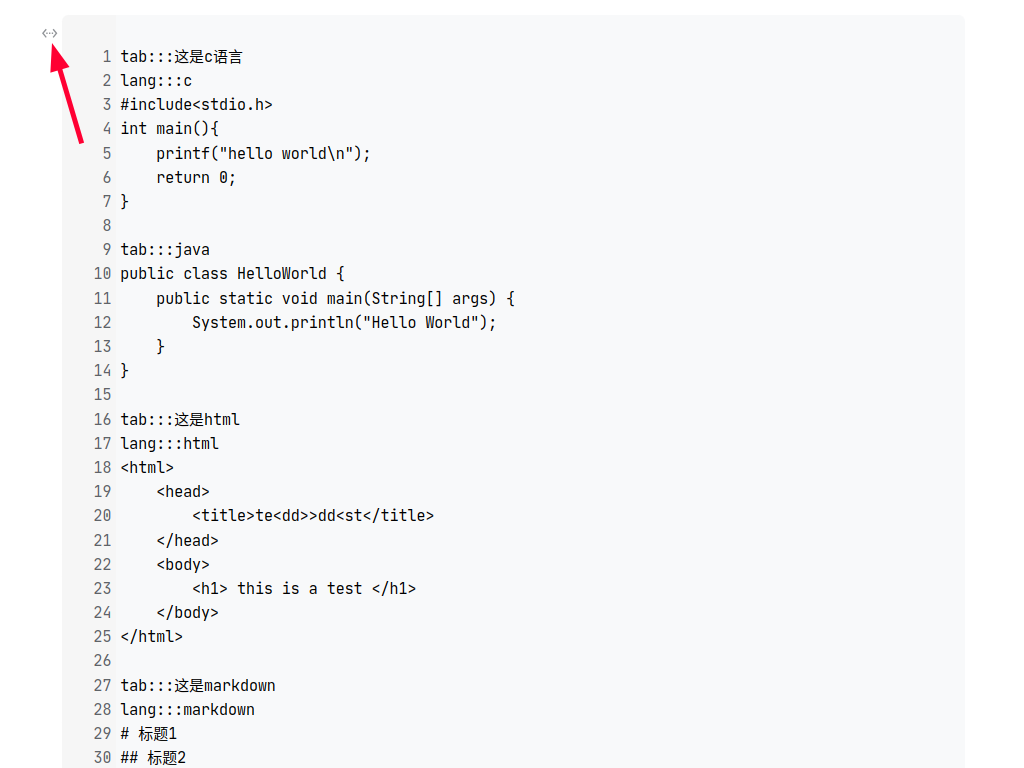 1 tab:::这是c语言
2 lang:::c
3 #include<stdio.h>
4 int main(){
5     printf("hello world\n");
6     return 0;
7 }
8
9 tab:::java
10 public class HelloWorld {
11     public static void main(String[] args) {
12         System.out.println("Hello World");
13     }
14 }
15
16 tab:::这是html
17 lang:::html
18 <html>
19     <head>
20         <title>te<dd>>dd<st</title>
21     </head>
22     <body>
23         <h1> this is a test </h1>
24     </body>
25 </html>
26
27 tab:::这是markdown
28 lang:::markdown
29 # 标题1
30 ## 标题2